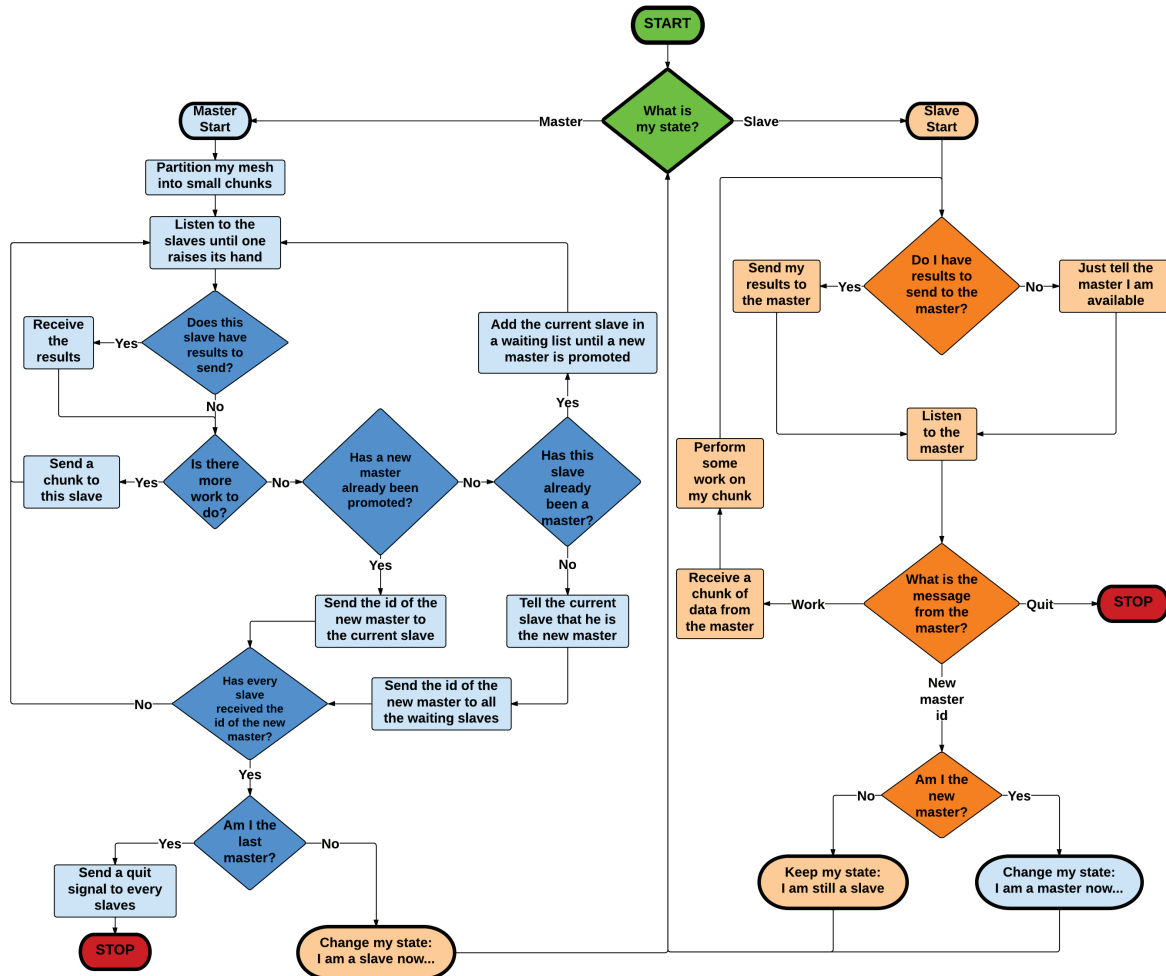 START
What is
my state?
Master
Slave
Master
Start
Slave
Start
Partition my mesh
into small chunks
Listen to the
slaves until one
raises its hand
Does this
slave have
results to
send?
Yes
Receive
the
results
No
Is there
more
work to
do?
Yes
Send a
chunk to
this slave
No
Has a new
master
already been
promoted?
No
Has this
slave
already
been a
master?
Yes
Add the current slave in
a waiting list until a new
master is promoted
Yes
No
Send the id of the
new master to
the current slave
Tell the current
slave that he is
the new master
Send the id of the
new master to all
the waiting slaves
Has every
slave
received the
id of the new
master?
No
Yes
Am I the
last
master?
Yes
No
Send a quit
signal to every
slaves
STOP
Change my state:
I am a slave now...
Do I have
results to
send to the
master?
Yes
Send my
results to
the master
No
Just tell the
master I am
available
Listen
to the
master
Perform
some
work on
my chunk
Receive a
chunk of
data from
the master
Work
What is the
message
from the
master?
Quit
STOP
New
master
id
Am I the
new
master?
No
Yes
Keep my state:
I am still a slave
Change my state:
I am a master now...